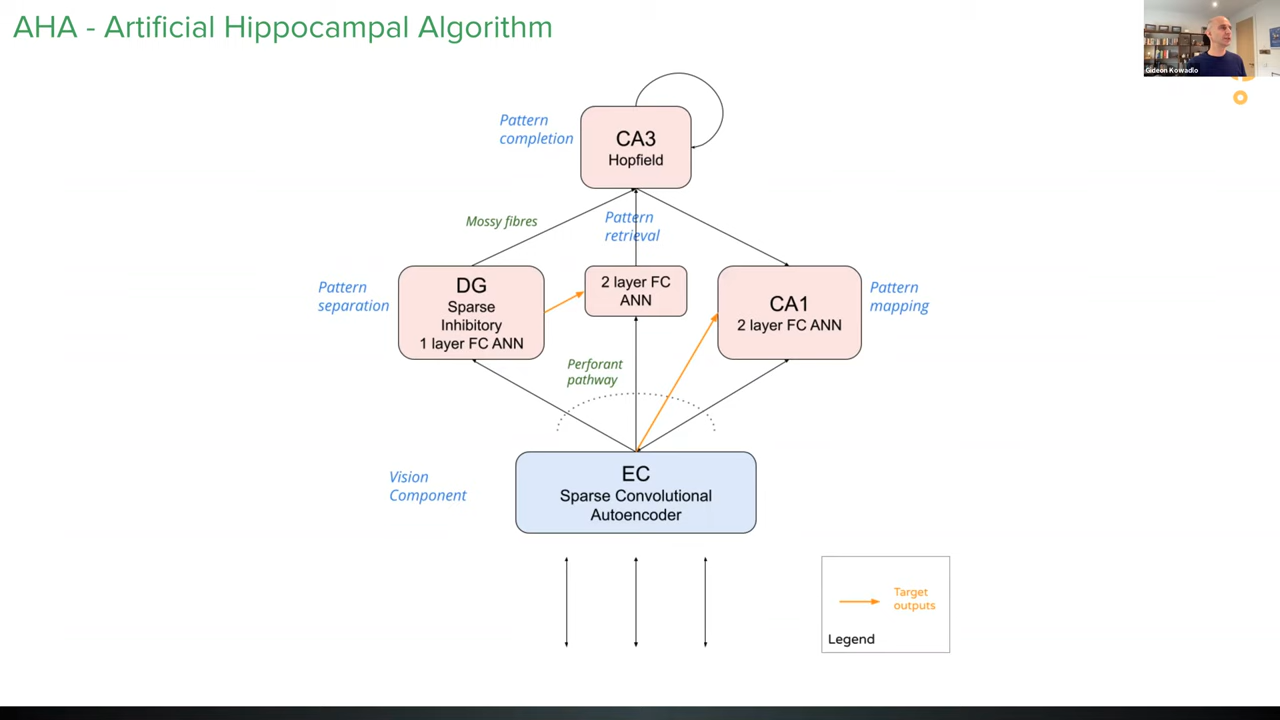 AHA - Artificial Hippocampal Algorithm
Gideon Kowadlo
Pattern
completion
CA3
Hopfield
Mossy fibres
Pattern
retrieval
Pattern
separation
DG
Sparse
Inhibitory
1 layer FC ANN
2 layer FC
ANN
CA1
2 layer FC ANN
Pattern
mapping
Perforant
pathway
Vision
Component
EC
Sparse Convolutional
Autoencoder
Target
outputs
Legend